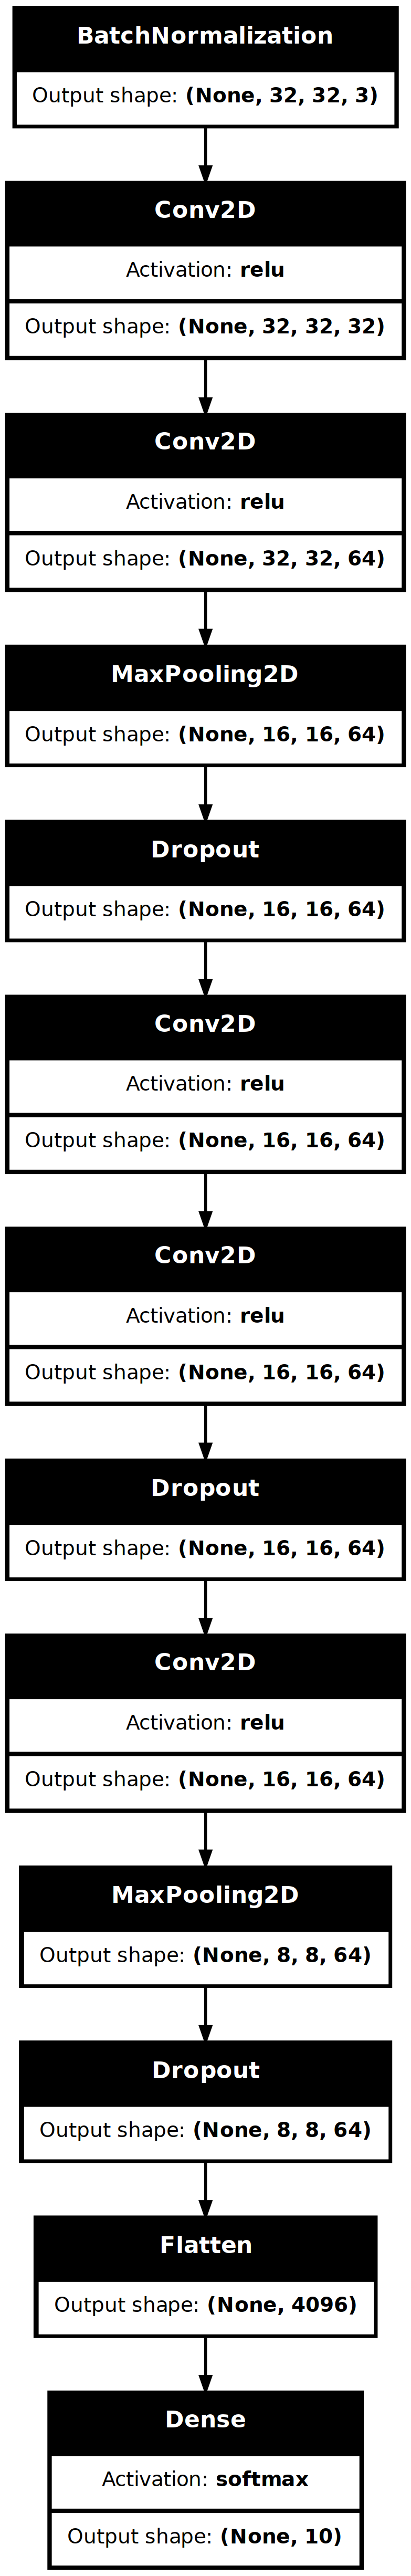 BatchNormalization
Output shape: (None, 32, 32, 3)
Conv2D
Activation: relu
Output shape: (None, 32, 32, 32)
Conv2D
Activation: relu
Output shape: (None, 32, 32, 64)
MaxPooling2D
Output shape: (None, 16, 16, 64)
Dropout
Output shape: (None, 16, 16, 64)
Conv2D
Activation: relu
Output shape: (None, 16, 16, 64)
Conv2D
Activation: relu
Output shape: (None, 16, 16, 64)
Dropout
Output shape: (None, 16, 16, 64)
Conv2D
Activation: relu
Output shape: (None, 16, 16, 64)
MaxPooling2D
Output shape: (None, 8, 8, 64)
Dropout
Output shape: (None, 8, 8, 64)
Flatten
Output shape: (None, 4096)
Dense
Activation: softmax
Output shape: (None, 10)